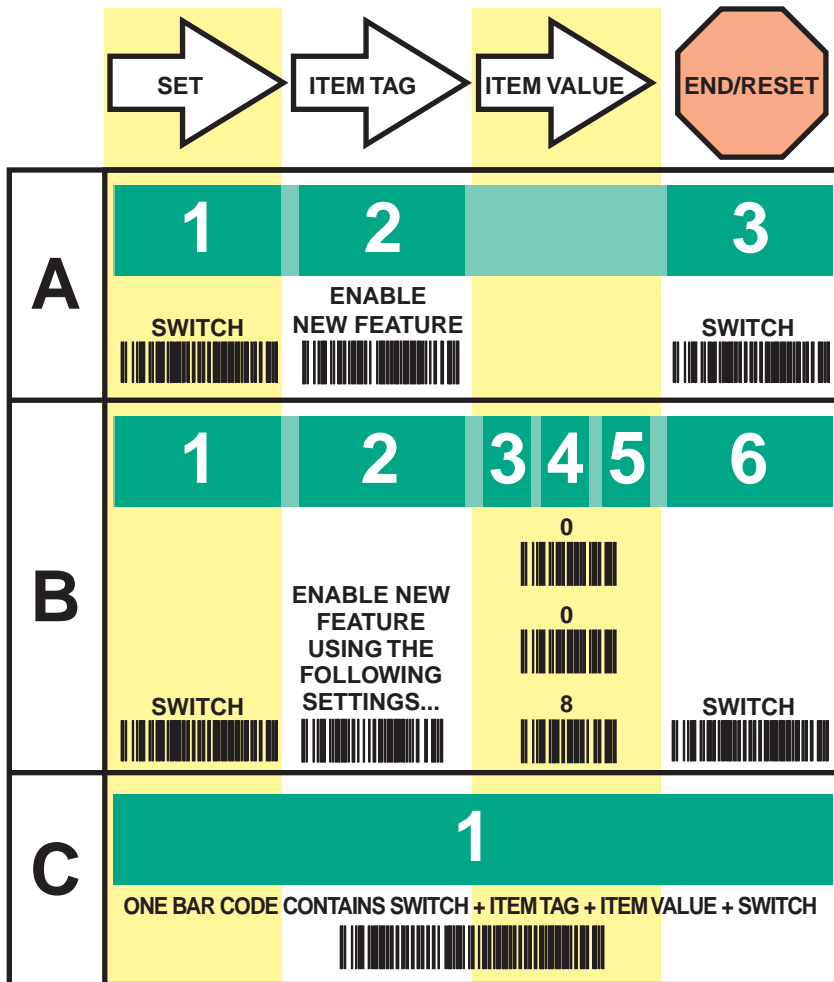 SET
ITEM TAG
ITEM VALUE
END/RESET
A
1
2
3
SWITCH
ENABLE
NEW FEATURE
SWITCH
B
1
2
3
4
5
6
SWITCH
ENABLE NEW
FEATURE
USING THE
FOLLOWING
SETTINGS...
0
0
8
SWITCH
C
1
ONE BAR CODE CONTAINS SWITCH + ITEM TAG + ITEM VALUE + SWITCH